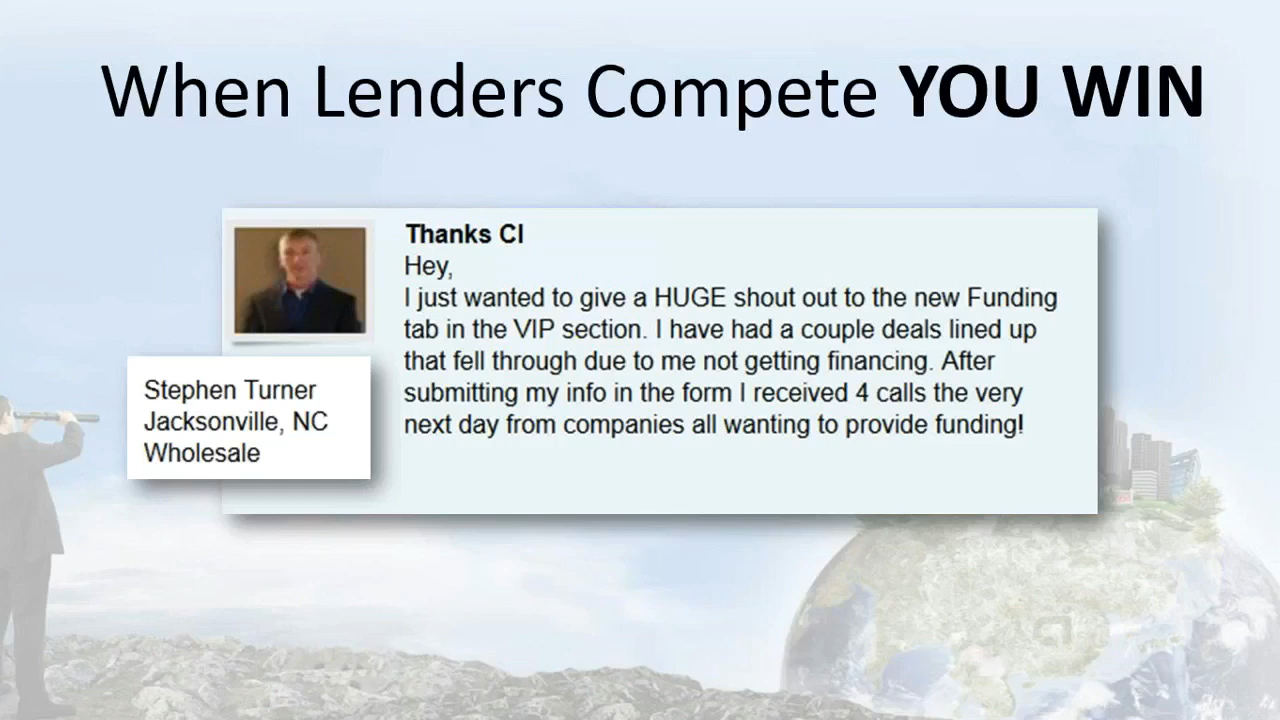 When Lenders Compete YOU WIN
Thanks CI
Hey,
I just wanted to give a HUGE shout out to the new Funding
tab in the VIP section. I have had a couple deals lined up
that fell through due to me not getting financing. After
submitting my info in the form I received 4 calls the very
next day from companies all wanting to provide funding!
Stephen Turner
Jacksonville, NC
Wholesale